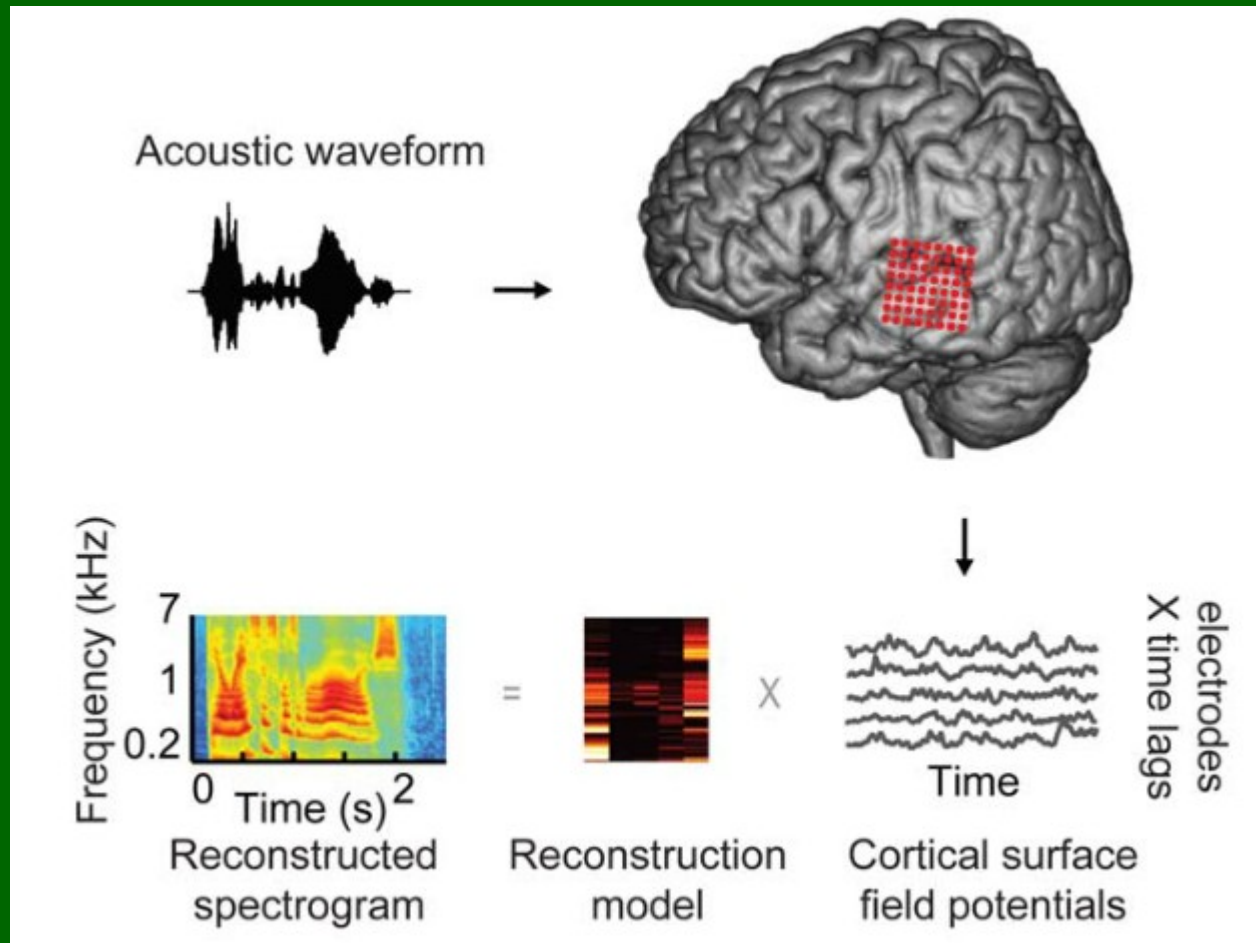 Acoustic waveform
Frequency (kHz)
7
1
0.2
0
Time (s)
2
Reconstructed
spectrogram
=
Reconstruction
model
X
Time
electrodes
X time lags
Cortical surface
field potentials